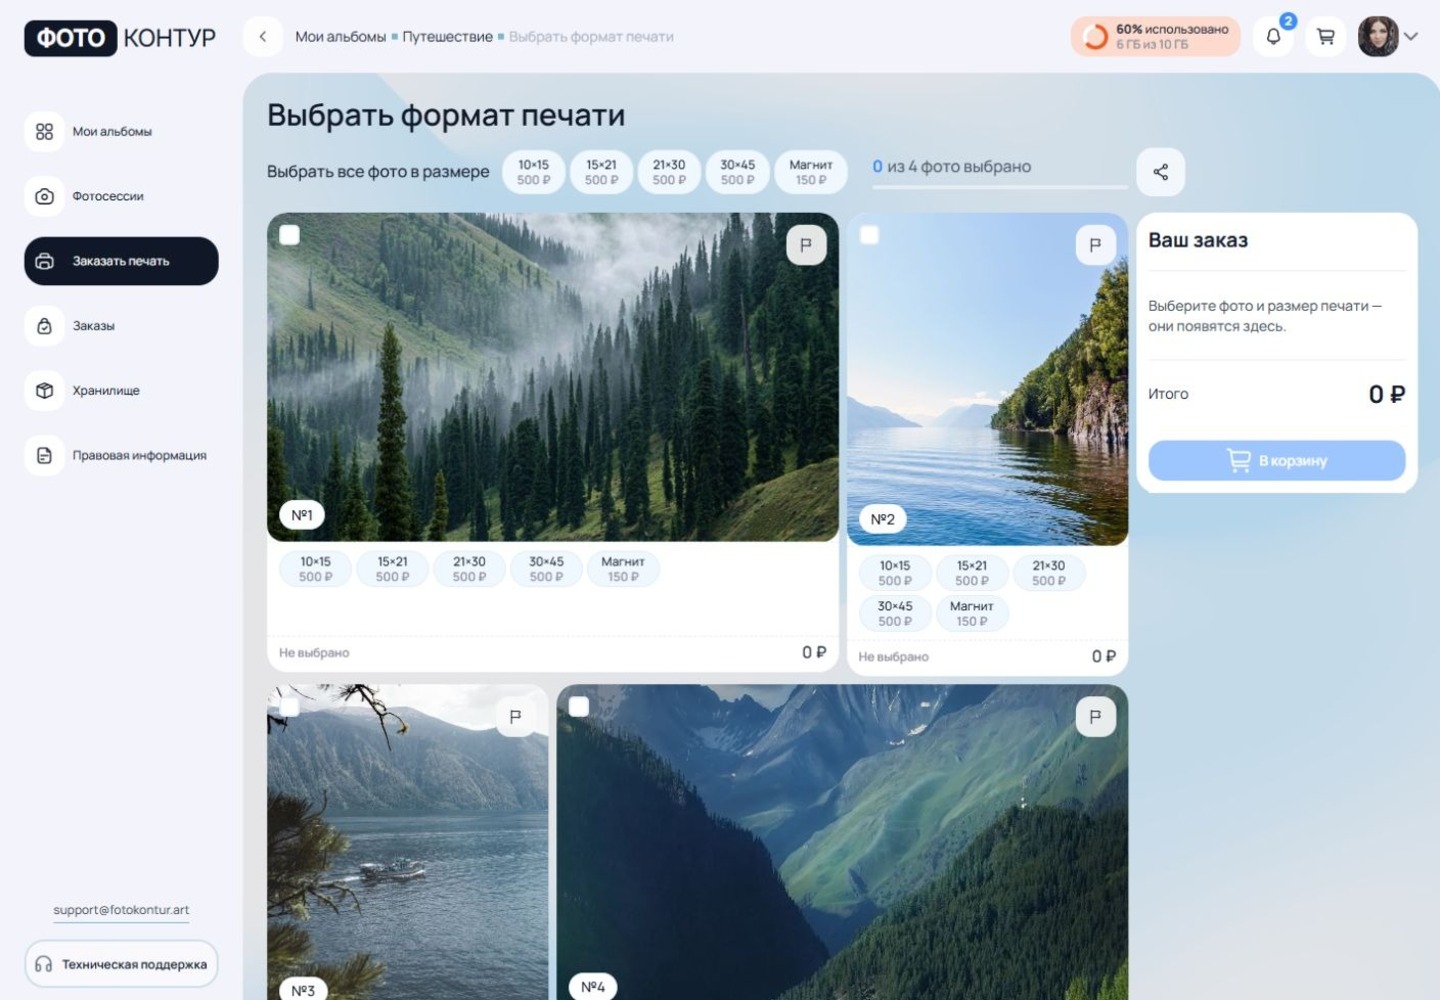 ФОТО КОНТУР
Мои альбомы Путешествие Выбрать формат печати
60% использовано
6 ГБ из 10 ГБ
2
Мои альбомы
Фотосессии
Заказать печать
Заказы
Хранилище
Правовая информация
support@fotokontur.art
Техническая поддержка
Выбрать формат печати
Выбрать все фото в размере
10×15 15×21 21×30 30×45 Магнит
500 ₽ 500 ₽ 500 ₽ 500 ₽ 150 ₽
0 из 4 фото выбрано
№1
10×15 15×21 21×30 30×45 Магнит
500 ₽ 500 ₽ 500 ₽ 500 ₽ 150 ₽
Не выбрано 0 ₽
№2
10×15 15×21 21×30
500 ₽ 500 ₽ 500 ₽
30×45 Магнит
500 ₽ 150 ₽
Не выбрано 0 ₽
№3
№4
Ваш заказ
Выберите фото и размер печати —
они появятся здесь.
Итого 0 ₽
В корзину